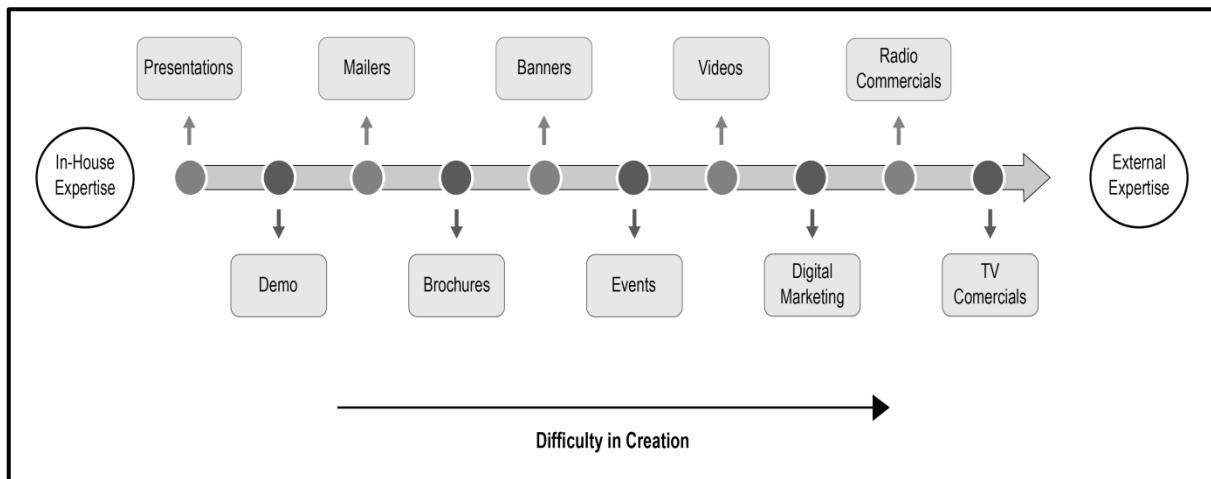 Presentations
Mailers
Banners
Videos
Radio
Commercials
In-House
Expertise
External
Expertise
Demo
Brochures
Events
Digital
Marketing
TV
Comercials
Difficulty in Creation